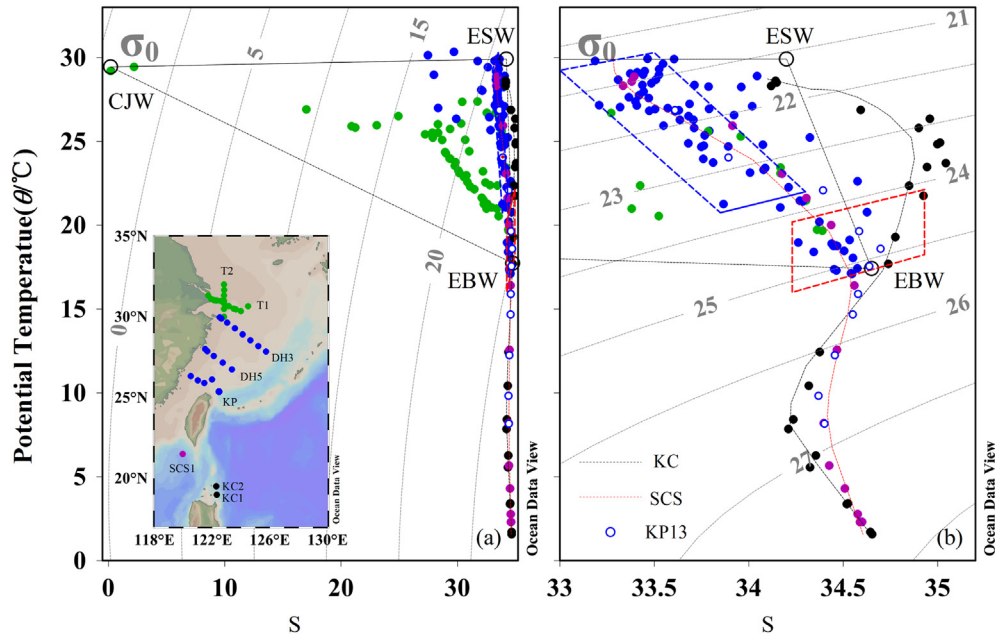 Potential Temperatue(θ/°C)
35
30
25
20
15
10
5
0
σ0
5
15
20
0
ESW
CJW
EBW
35°N
30°N
25°N
20°N
118°E 122°E 126°E 130°E
T2
T1
DH3
DH5
KP
SCS1
KC2
KC1
Ocean Data View
(a)
Ocean Data View
0 10 20 30
S
σ0
21
22
23
24
25
26
27
ESW
EBW
KC
SCS
KP13
(b)
Ocean Data View
33 33.5 34 34.5 35
S